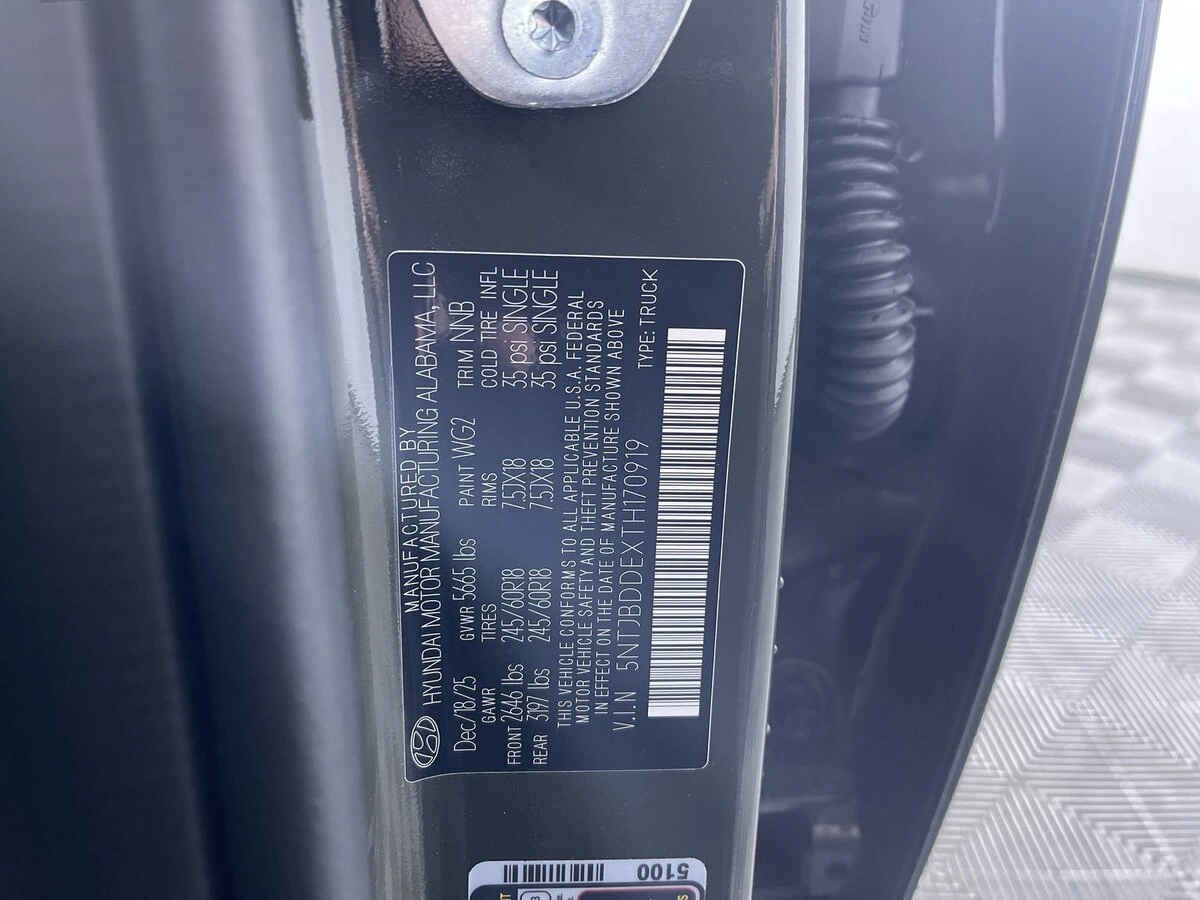 MANUFACTURED BY
HYUNDAI MOTOR MANUFACTURING ALABAMA, LLC
Dec/18/25 GVWR 5665 lbs PAINT WG2 TRIM NNB
GAWR TIRES RIMS COLD TIRE INFL
FRONT 2646 lbs 245/60R18 7.5JX18 35 psi SINGLE
REAR 3197 lbs 245/60R18 7.5JX18 35 psi SINGLE
THIS VEHICLE CONFORMS TO ALL APPLICABLE U.S.A. FEDERAL
MOTOR VEHICLE SAFETY AND THEFT PREVENTION STANDARDS
IN EFFECT ON THE DATE OF MANUFACTURE SHOWN ABOVE
V.I.N 5NTJBDDEXTH170919 TYPE: TRUCK
5100